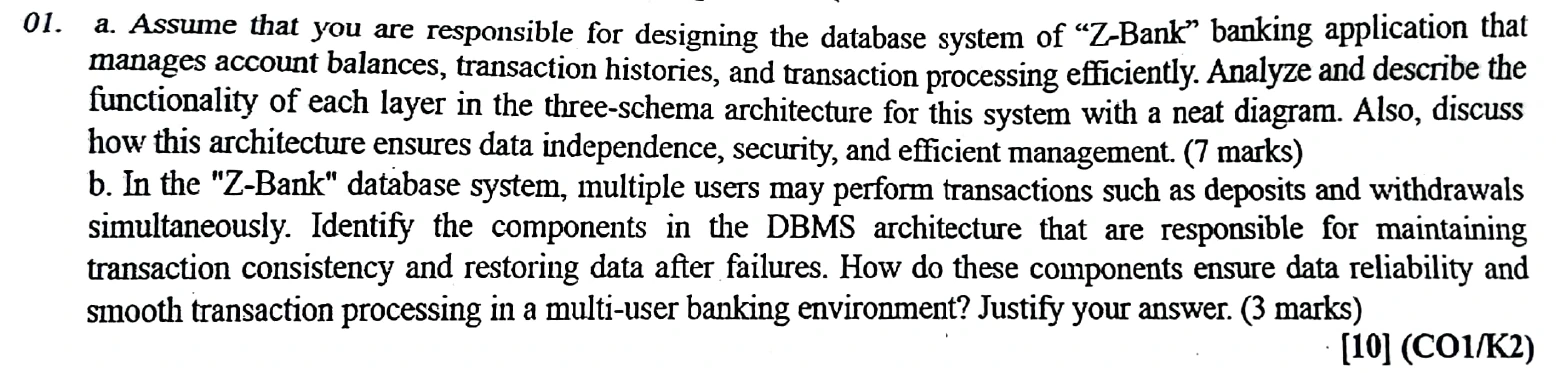 01. a. Assume that you are responsible for designing the database system of “Z-Bank” banking application that
manages account balances, transaction histories, and transaction processing efficiently. Analyze and describe the
functionality of each layer in the three-schema architecture for this system with a neat diagram. Also, discuss
how this architecture ensures data independence, security, and efficient management. (7 marks)
b. In the "Z-Bank" database system, multiple users may perform transactions such as deposits and withdrawals
simultaneously. Identify the components in the DBMS architecture that are responsible for maintaining
transaction consistency and restoring data after failures. How do these components ensure data reliability and
smooth transaction processing in a multi-user banking environment? Justify your answer. (3 marks)
[10] (CO1/K2)